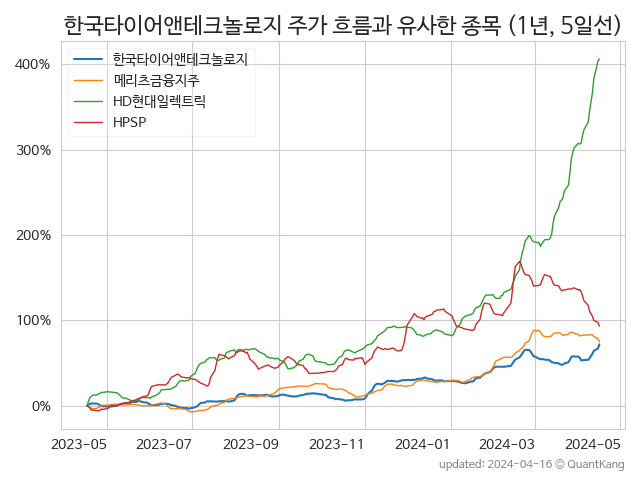 한국타이어앤테크놀로지 주가 흐름과 유사한 종목 (1년, 5일선)
한국타이어앤테크놀로지
메리츠금융지주
HD현대일렉트릭
HPSP
400%
300%
200%
100%
0%
2023-05 2023-07 2023-09 2023-11 2024-01 2024-03 2024-05
updated: 2024-04-16 © QuantKang